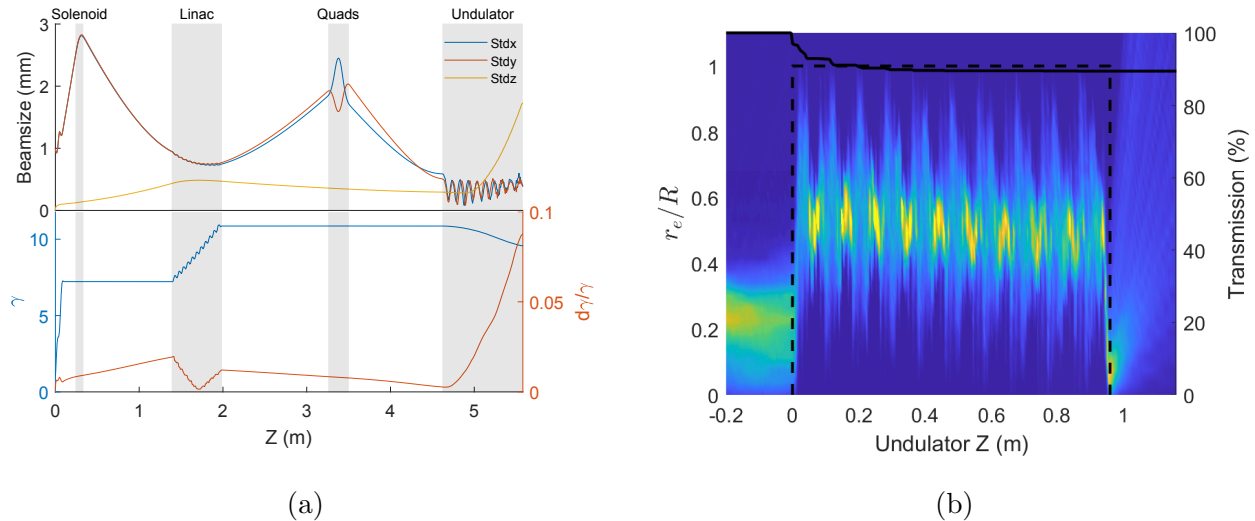 Solenoid Linac Quads Undulator
3
2
1
0
Beamsize (mm)
Stdx
Stdy
Stdz
10
5
0
γ
0.1
0.05
0
dγ/γ
0 1 2 3 4 5
Z (m)
(a)
1
0.8
0.6
0.4
0.2
0
r_e/R
100
80
60
40
20
0
Transmission (%)
-0.2 0 0.2 0.4 0.6 0.8 1
Undulator Z (m)
(b)